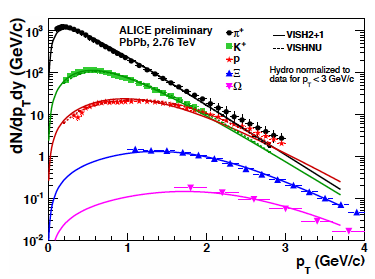 dN/dp_T dy (GeV/c)
10³
10²
10
1
10⁻¹
10⁻²
ALICE preliminary
PbPb, 2.76 TeV
π⁺
K⁺
p
Ξ
Ω
VISH2+1
VISHNU
Hydro normalized to
data for p_T < 3 GeV/c
0 1 2 3 4
p_T (GeV/c)